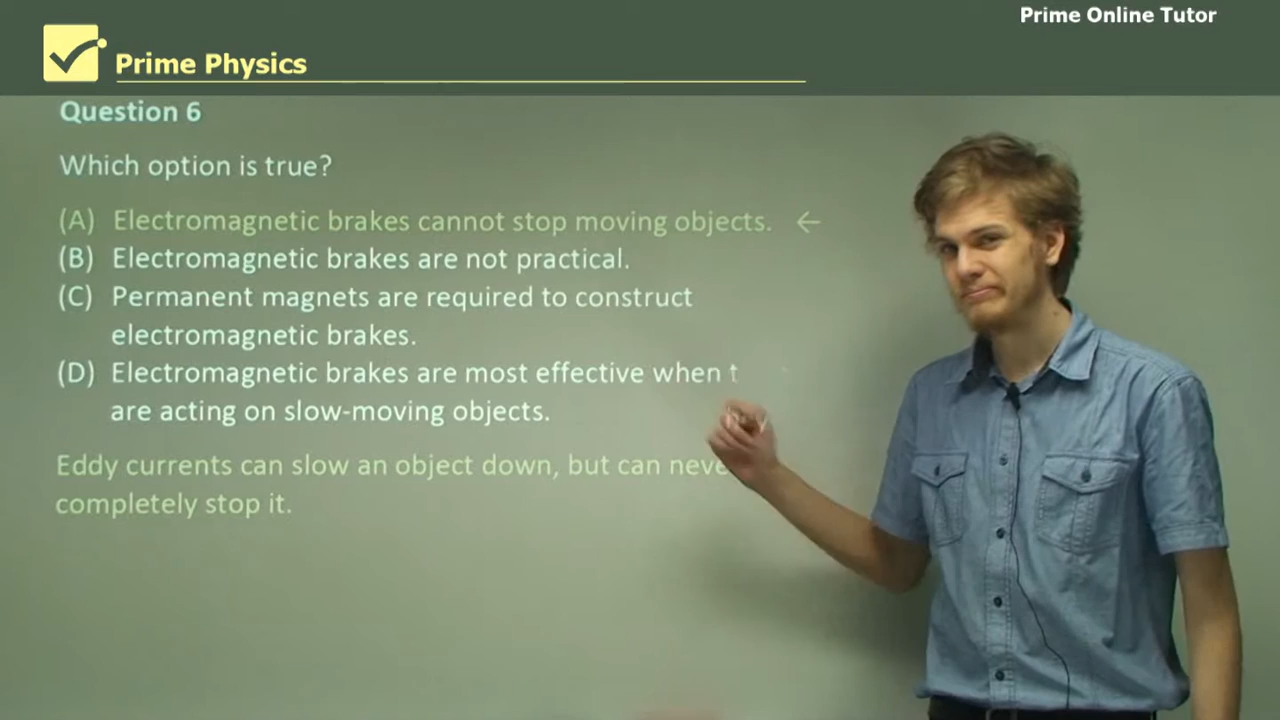 Prime Online Tutor
Prime Physics
Question 6
Which option is true?
(A) Electromagnetic brakes cannot stop moving objects. ←
(B) Electromagnetic brakes are not practical.
(C) Permanent magnets are required to construct
electromagnetic brakes.
(D) Electromagnetic brakes are most effective when t
are acting on slow-moving objects.
Eddy currents can slow an object down, but can neve
completely stop it.